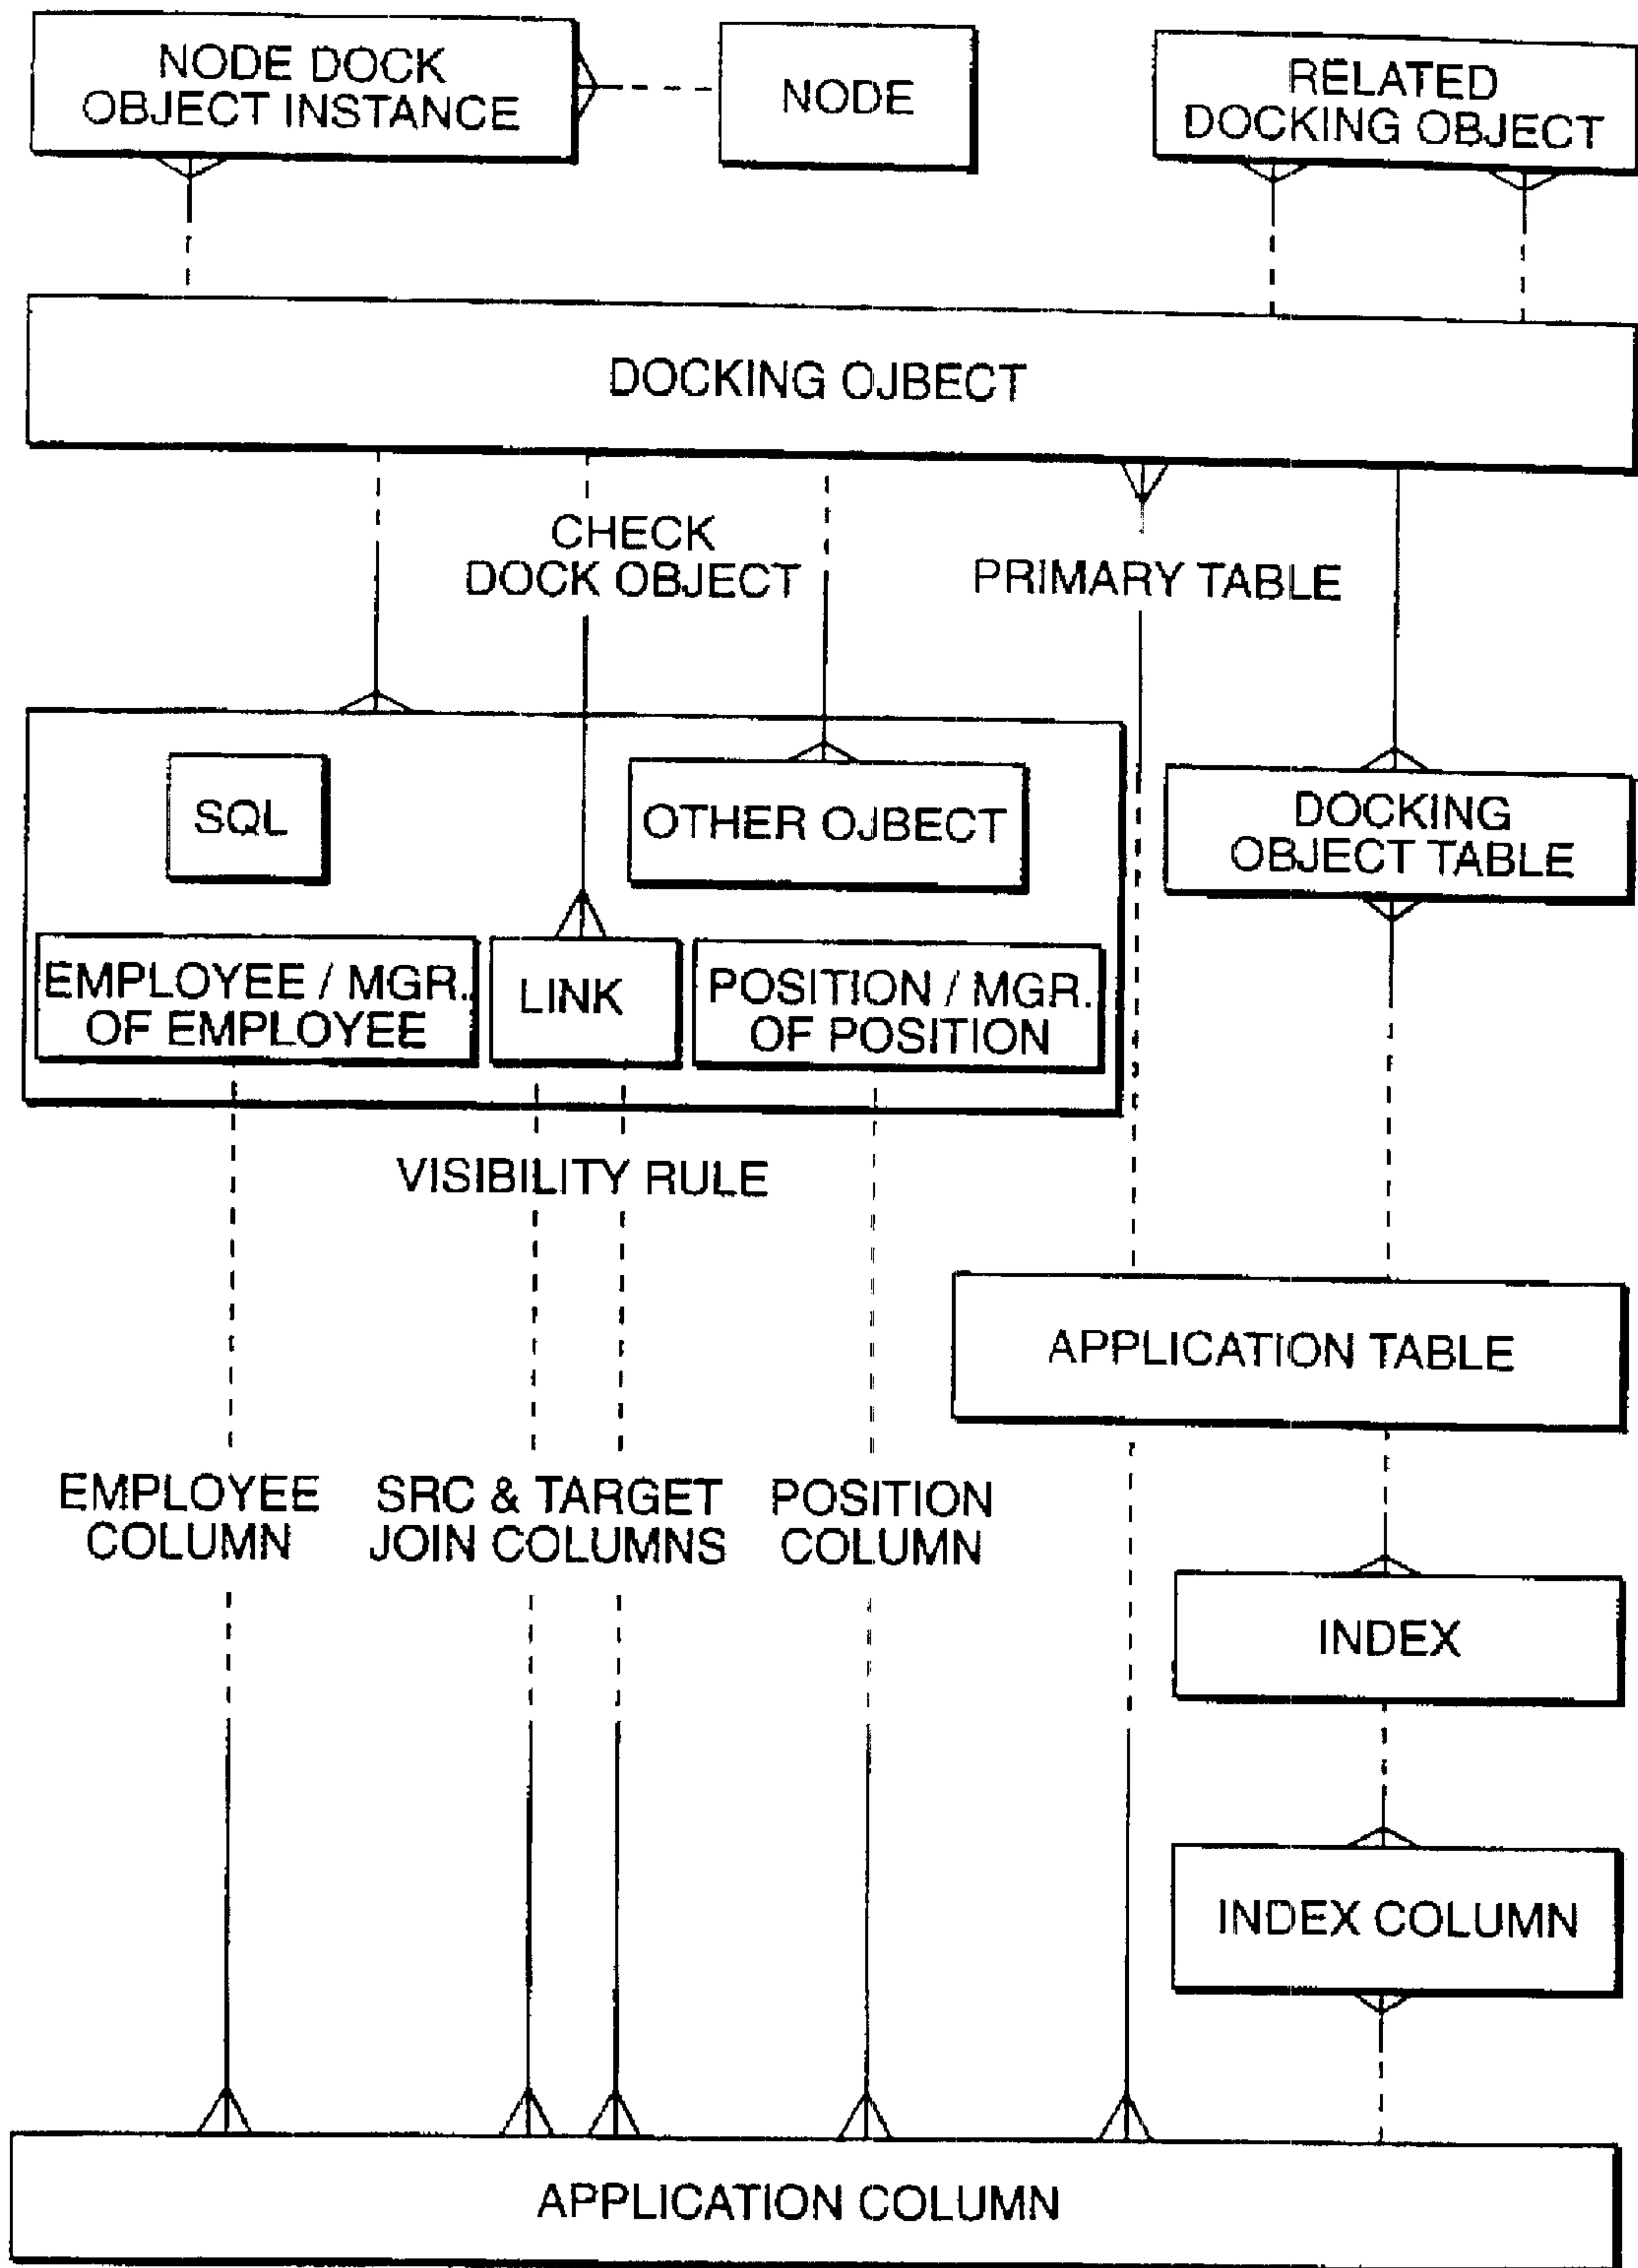 NODE DOCK
OBJECT INSTANCE
NODE
RELATED
DOCKING OBJECT
DOCKING OJBECT
CHECK
DOCK OBJECT
PRIMARY TABLE
SQL
OTHER OJBECT
DOCKING
OBJECT TABLE
EMPLOYEE / MGR.
OF EMPLOYEE
LINK
POSITION / MGR.
OF POSITION
VISIBILITY RULE
APPLICATION TABLE
EMPLOYEE
COLUMN
SRC & TARGET
JOIN COLUMNS
POSITION
COLUMN
INDEX
INDEX COLUMN
APPLICATION COLUMN